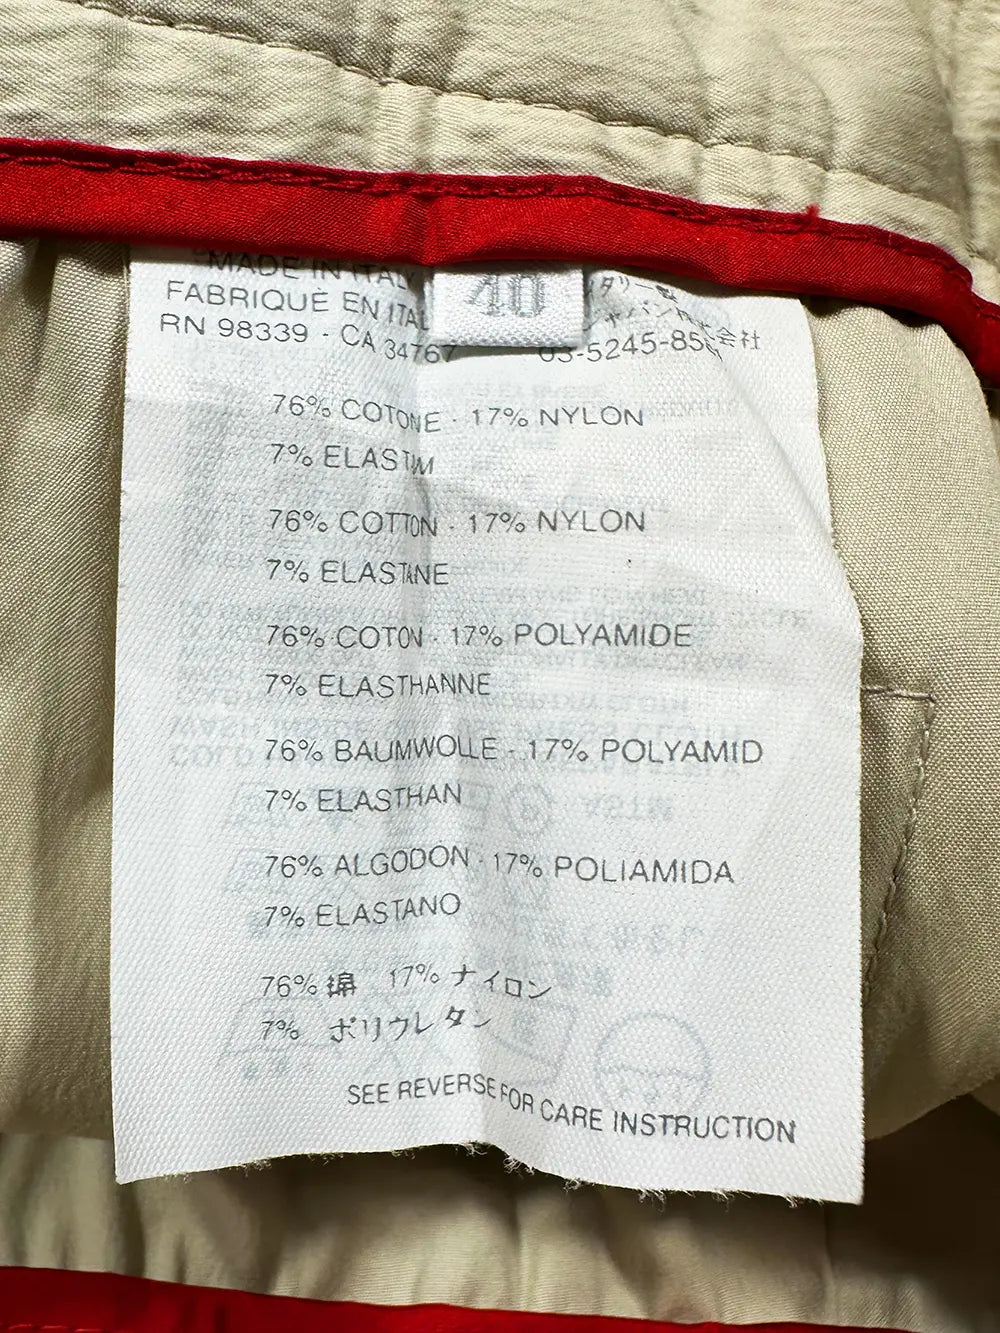 MADE IN ITALY
FABRIQUÉ EN ITAL
40
RN 98339 - CA 34767
03-5245-85
76% COTONE - 17% NYLON
7% ELASTAM
76% COTTON - 17% NYLON
7% ELASTANE
76% COTON - 17% POLYAMIDE
7% ELASTHANNE
76% BAUMWOLLE - 17% POLYAMID
7% ELASTHAN
76% ALGODON - 17% POLIAMIDA
7% ELASTANO
76% 綿 17% ナイロン
7% ポリウレタン
SEE REVERSE FOR CARE INSTRUCTION